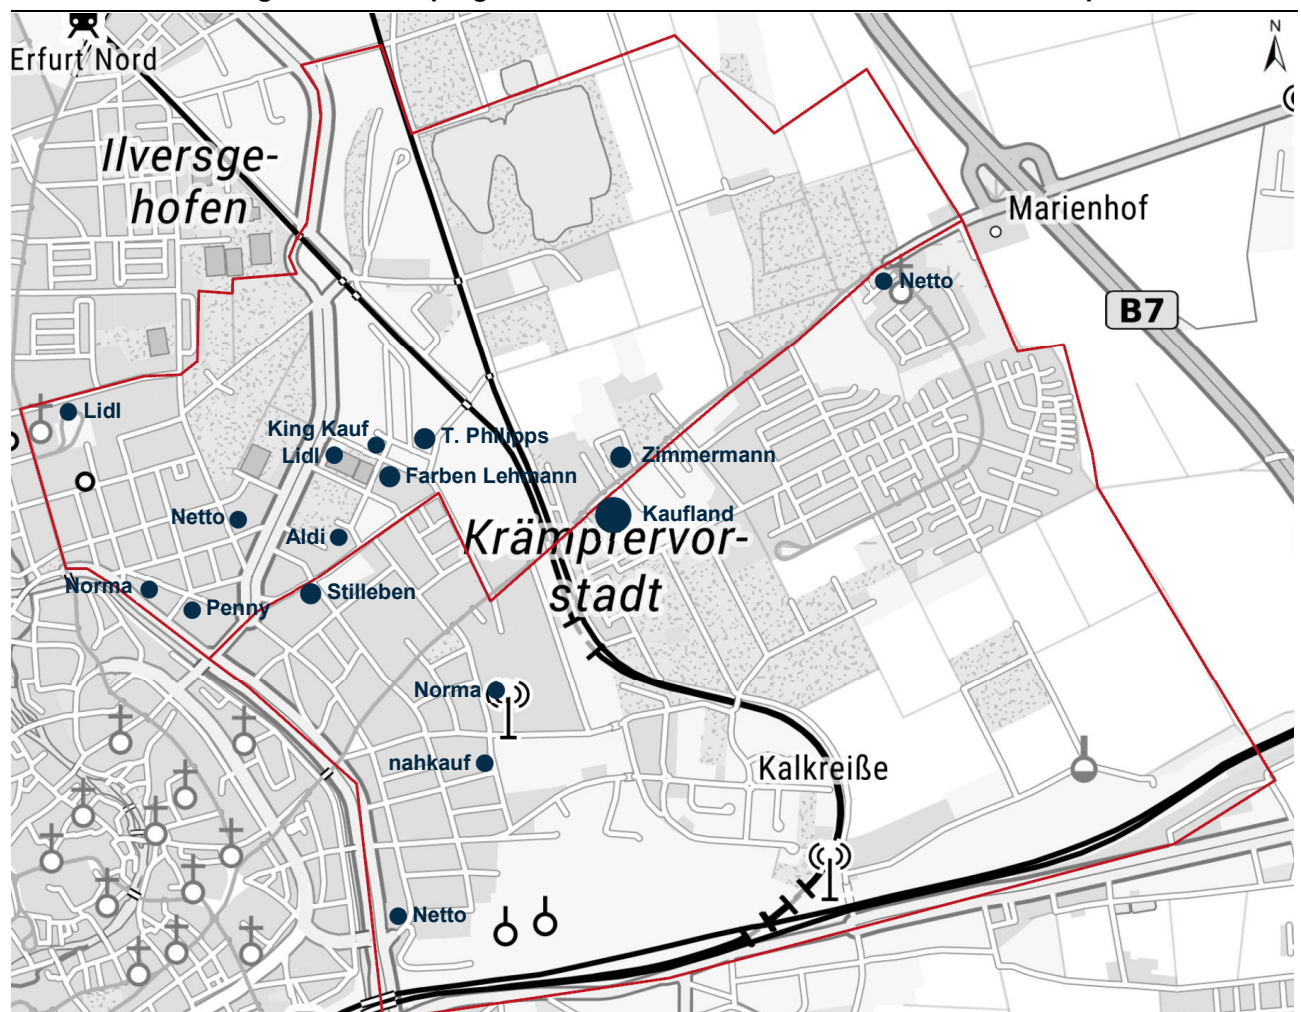 Erfurt Nord
N
Ilversge-
hofen
Marienhof
Netto
B7
Lidl
King Kauf
T. Philipps
Lidl
Zimmermann
Farben Lehmann
Netto
Kaufland
Aldi
Krämpfervor-
stadt
Norma
Stilleben
Penny
Norma
nahkauf
Kalkreiße
Netto